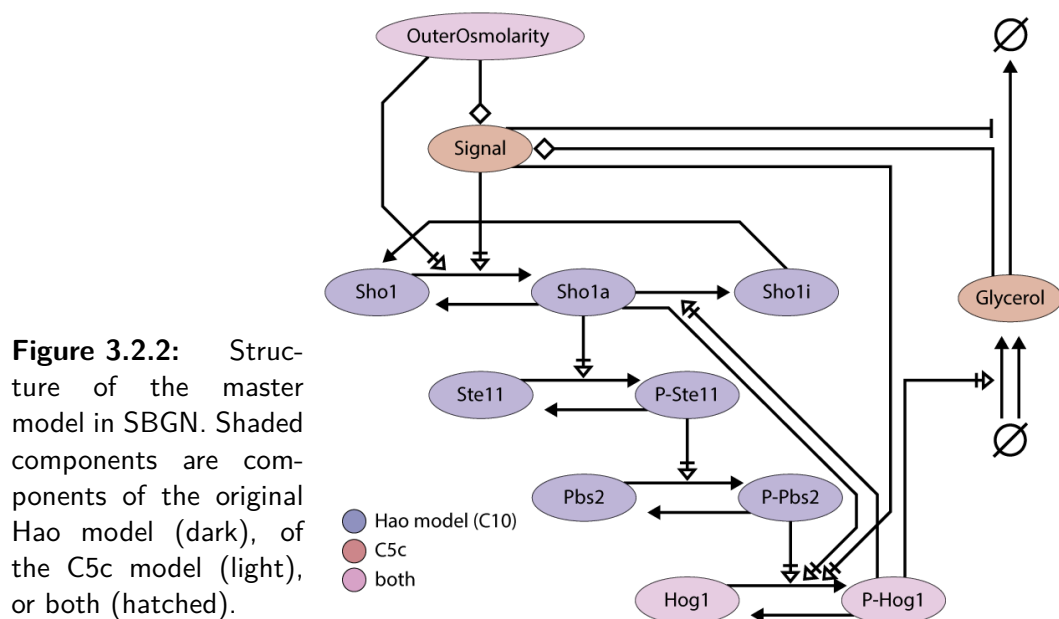 OuterOsmolarity
Signal
Sho1
Sho1a
Sho1i
Glycerol
Ste11
P-Ste11
Pbs2
P-Pbs2
Hog1
P-Hog1
Hao model (C10)
C5c
both
Figure 3.2.2: Struc-
ture of the master
model in SBGN. Shaded
components are com-
ponents of the original
Hao model (dark), of
the C5c model (light),
or both (hatched).